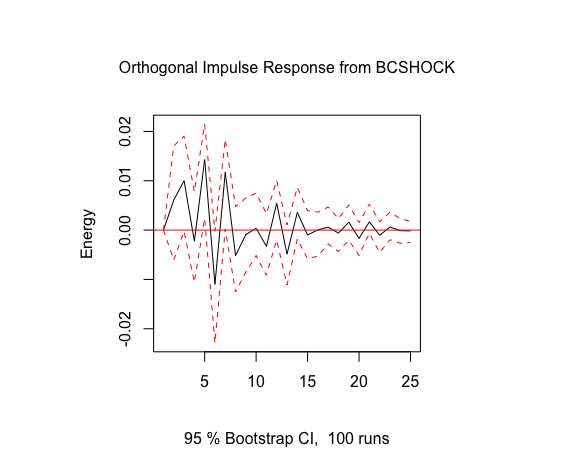 Orthogonal Impulse Response from BCSHOCK
Energy
0.02
0.01
0.00
-0.02
5 10 15 20 25
95 % Bootstrap CI, 100 runs